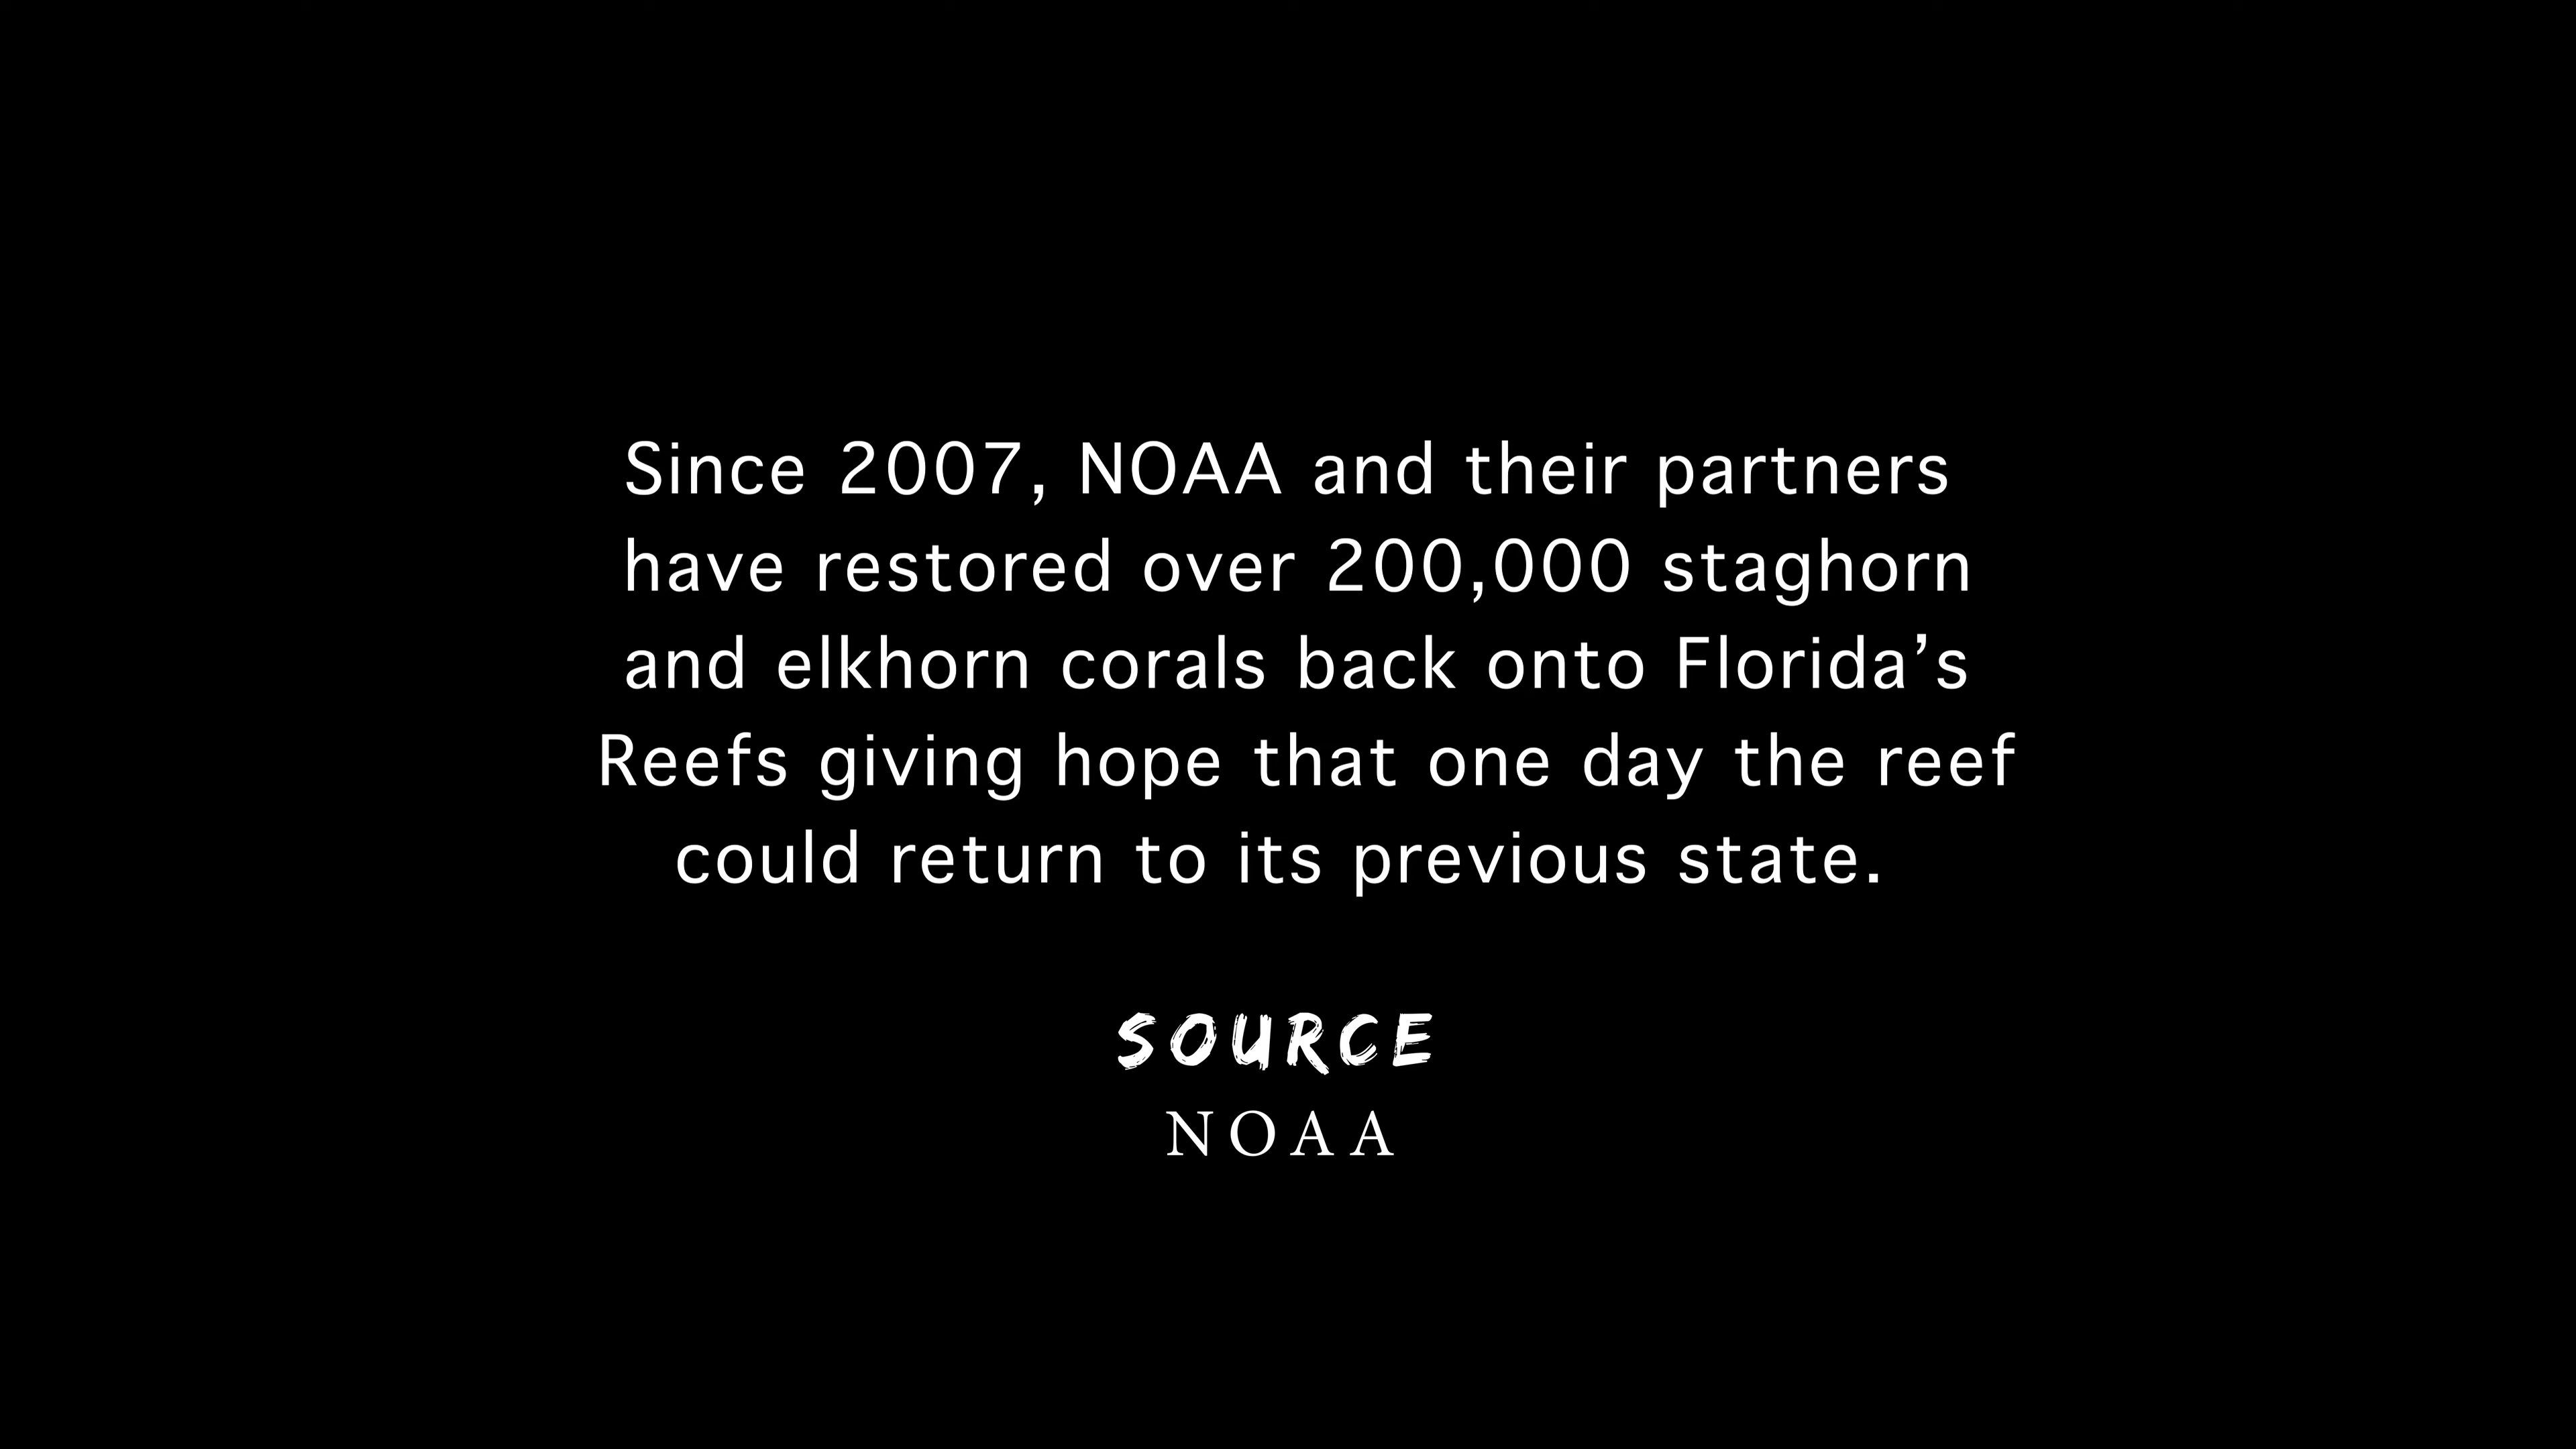 Since 2007, NOAA and their partners
have restored over 200,000 staghorn
and elkhorn corals back onto Florida’s
Reefs giving hope that one day the reef
could return to its previous state.
SOURCE
NOAA